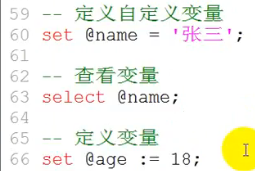 59 -- 定义自定义变量
60 set @name = '张三';
61
62 -- 查看变量
63 select @name;
64
65 -- 定义变量
66 set @age := 18;